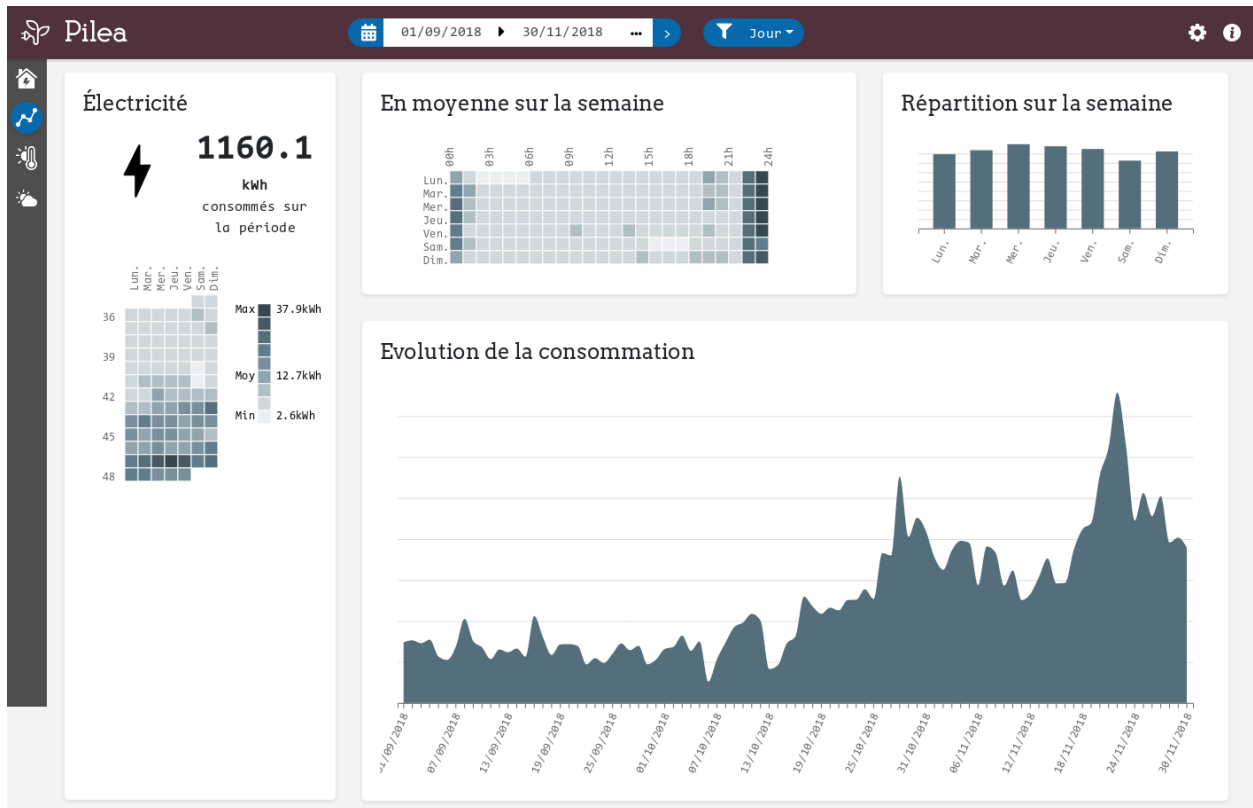 Pilea
01/09/2018
30/11/2018
...
>
Jour
Électricité
1160.1
kWh
consommés sur
la période
Lun.
Mar.
Mer.
Jeu.
Ven.
Sam.
Dim.
36
39
42
45
48
Max 37.9kWh
Moy 12.7kWh
Min 2.6kWh
En moyenne sur la semaine
00h
03h
06h
09h
12h
15h
18h
21h
24h
Lun.
Mar.
Mer.
Jeu.
Ven.
Sam.
Dim.
Répartition sur la semaine
Lun.
Mar.
Mer.
Jeu.
Ven.
Sam.
Dim.
Evolution de la consommation
1/09/2018
07/09/2018
13/09/2018
19/09/2018
25/09/2018
01/10/2018
07/10/2018
13/10/2018
19/10/2018
25/10/2018
31/10/2018
06/11/2018
12/11/2018
18/11/2018
24/11/2018
30/11/2018